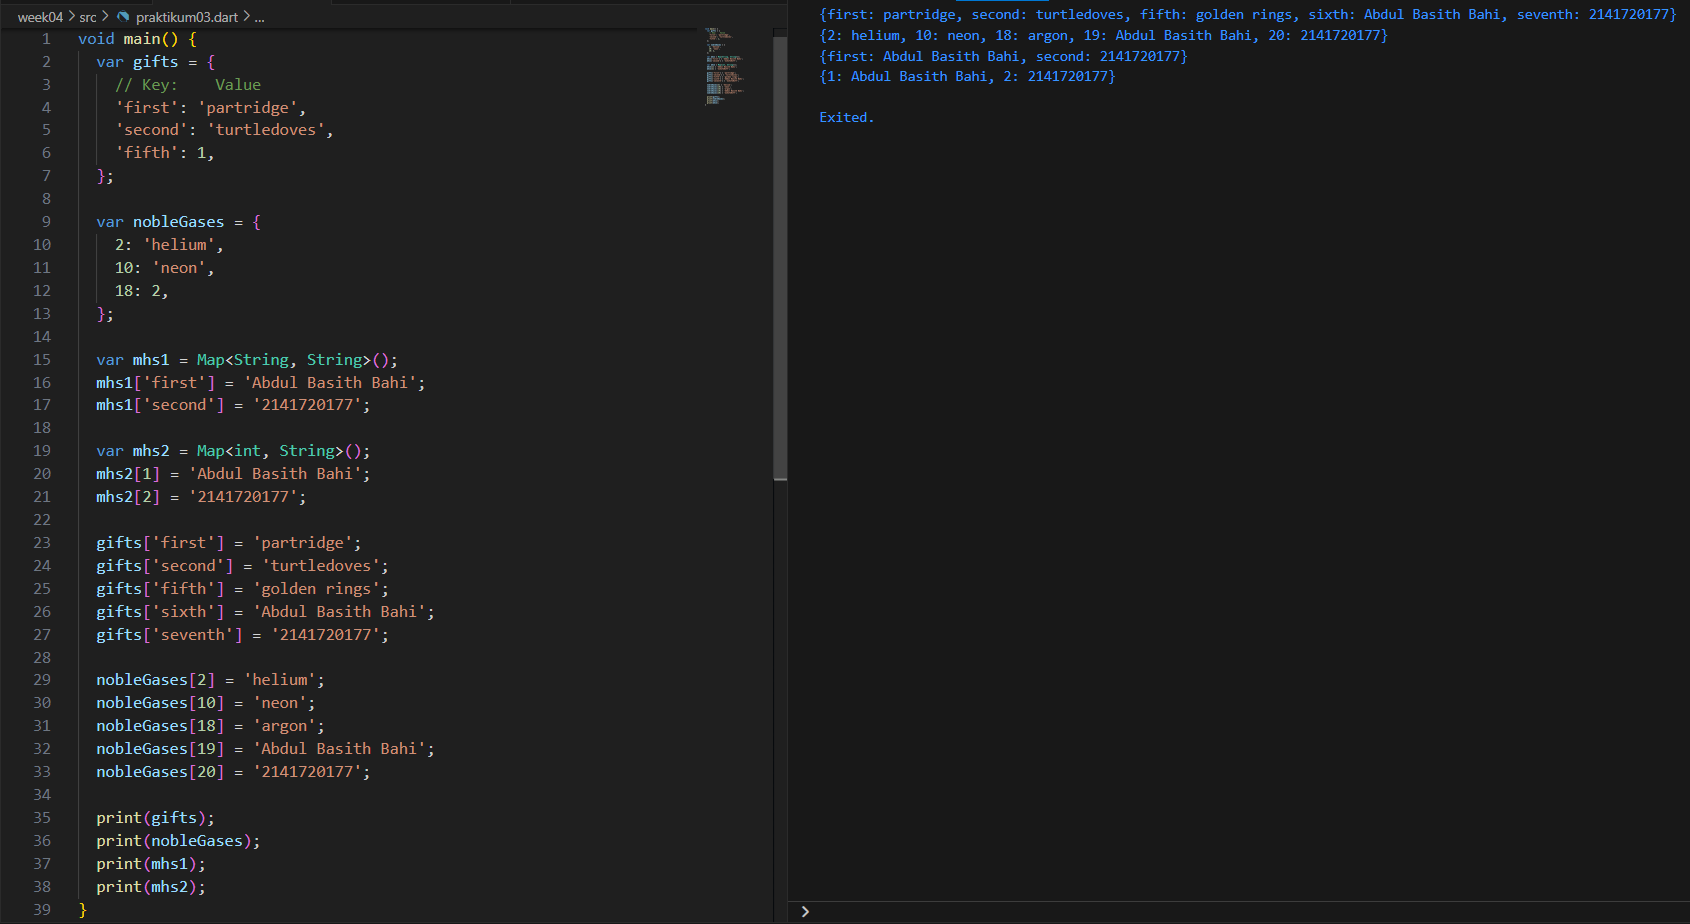 week04 > src > praktikum03.dart > ...
1 void main() {
2 var gifts = {
3 // Key:    Value
4 'first': 'partridge',
5 'second': 'turtledoves',
6 'fifth': 1,
7 };
8
9 var nobleGases = {
10 2: 'helium',
11 10: 'neon',
12 18: 2,
13 };
14
15 var mhs1 = Map<String, String>();
16 mhs1['first'] = 'Abdul Basith Bahi';
17 mhs1['second'] = '2141720177';
18
19 var mhs2 = Map<int, String>();
20 mhs2[1] = 'Abdul Basith Bahi';
21 mhs2[2] = '2141720177';
22
23 gifts['first'] = 'partridge';
24 gifts['second'] = 'turtledoves';
25 gifts['fifth'] = 'golden rings';
26 gifts['sixth'] = 'Abdul Basith Bahi';
27 gifts['seventh'] = '2141720177';
28
29 nobleGases[2] = 'helium';
30 nobleGases[10] = 'neon';
31 nobleGases[18] = 'argon';
32 nobleGases[19] = 'Abdul Basith Bahi';
33 nobleGases[20] = '2141720177';
34
35 print(gifts);
36 print(nobleGases);
37 print(mhs1);
38 print(mhs2);
39 }
{first: partridge, second: turtledoves, fifth: golden rings, sixth: Abdul Basith Bahi, seventh: 2141720177}
{2: helium, 10: neon, 18: argon, 19: Abdul Basith Bahi, 20: 2141720177}
{first: Abdul Basith Bahi, second: 2141720177}
{1: Abdul Basith Bahi, 2: 2141720177}
Exited.
>